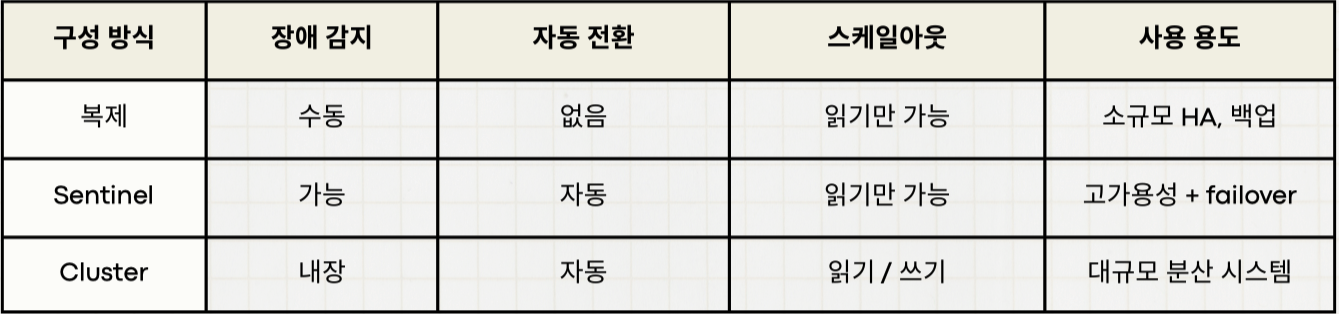 구성 방식 장애 감지 자동 전환 스케일아웃 사용 용도
복제 수동 없음 읽기만 가능 소규모 HA, 백업
Sentinel 가능 자동 읽기만 가능 고가용성 + failover
Cluster 내장 자동 읽기 / 쓰기 대규모 분산 시스템